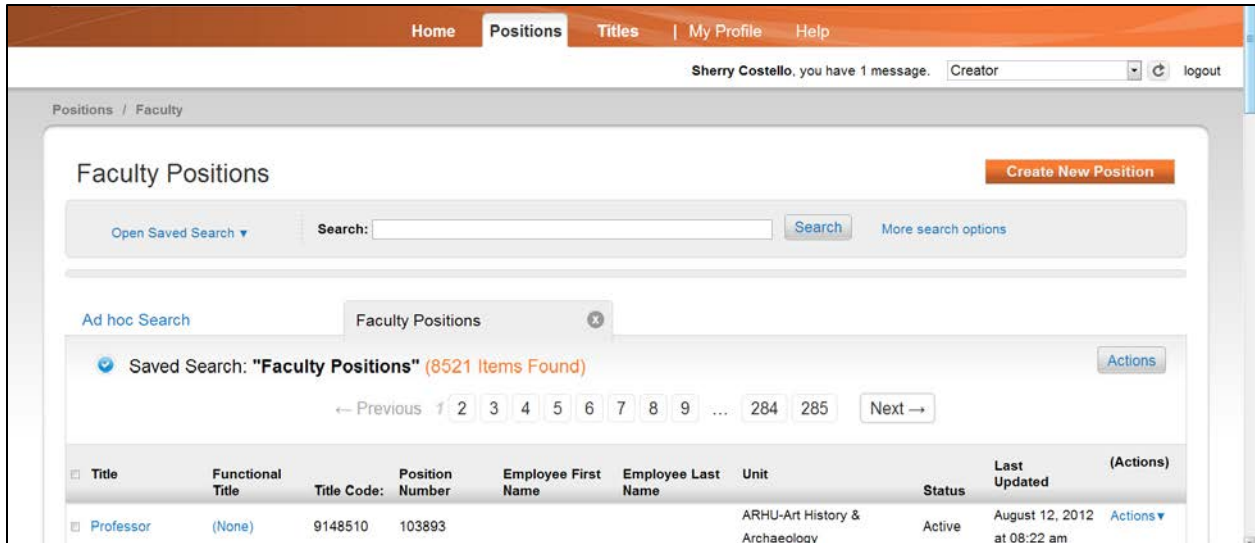 Home Positions Titles | My Profile Help
Sherry Costello, you have 1 message. Creator logout
Positions / Faculty
Faculty Positions
Create New Position
Open Saved Search ▼ Search: Search More search options
Ad hoc Search Faculty Positions
Saved Search: "Faculty Positions" (8521 Items Found) Actions
← Previous 1 2 3 4 5 6 7 8 9 ... 284 285 Next →
Title Functional Title Title Code: Position Number Employee First Name Employee Last Name Unit Status Last Updated (Actions)
Professor (None) 9148510 103893 ARHU-Art History & Archaeology Active August 12, 2012 at 08:22 am Actions ▼